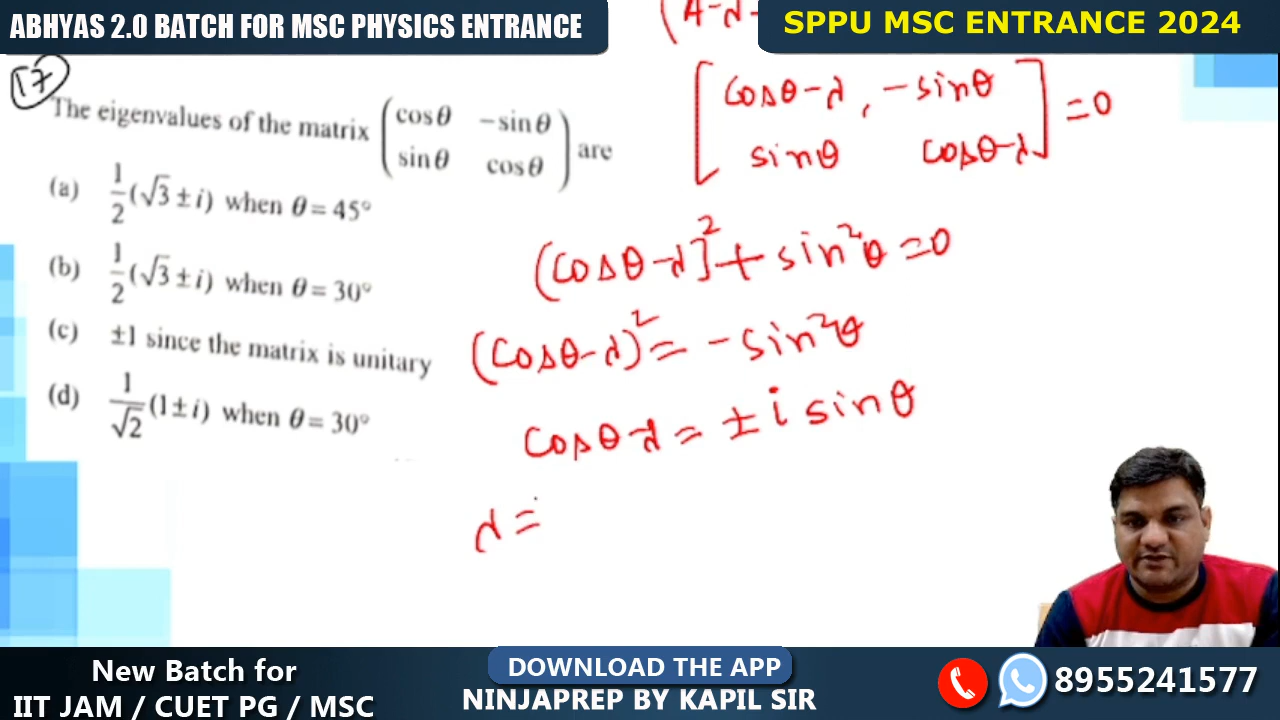 ABHYAS 2.0 BATCH FOR MSC PHYSICS ENTRANCE
SPPU MSC ENTRANCE 2024
(A-λ-
17
The eigenvalues of the matrix (cosθ -sinθ
sinθ cosθ) are
(a) 1/2(√3 ± i) when θ = 45°
(b) 1/2(√3 ± i) when θ = 30°
(c) ±1 since the matrix is unitary
(d) 1/√2(1 ± i) when θ = 30°
[cosθ-λ, -sinθ
sinθ cosθ-λ] = 0
(cosθ-λ]² + sin²θ = 0
(cosθ-λ)² = -sin²θ
cosθ-λ = ± i sinθ
λ =
New Batch for
IIT JAM / CUET PG / MSC
DOWNLOAD THE APP
NINJAPREP BY KAPIL SIR
8955241577